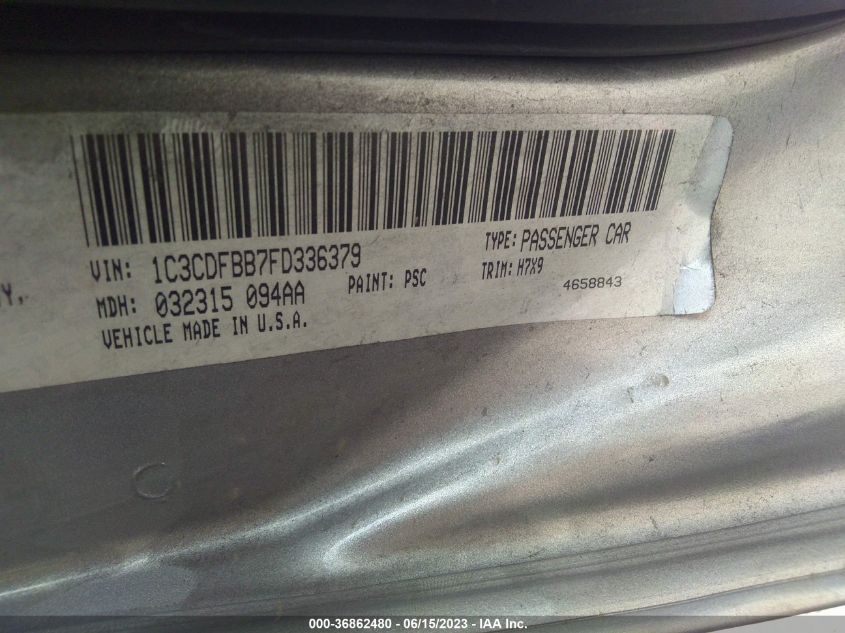 Y,
VIN: 1C3CDFBB7FD336379
TYPE: PASSENGER CAR
MDH: 032315 094AA
PAINT: PSC
TRIM: H7X9
VEHICLE MADE IN U.S.A.
4658843
000-36862480 - 06/15/2023 - IAA Inc.